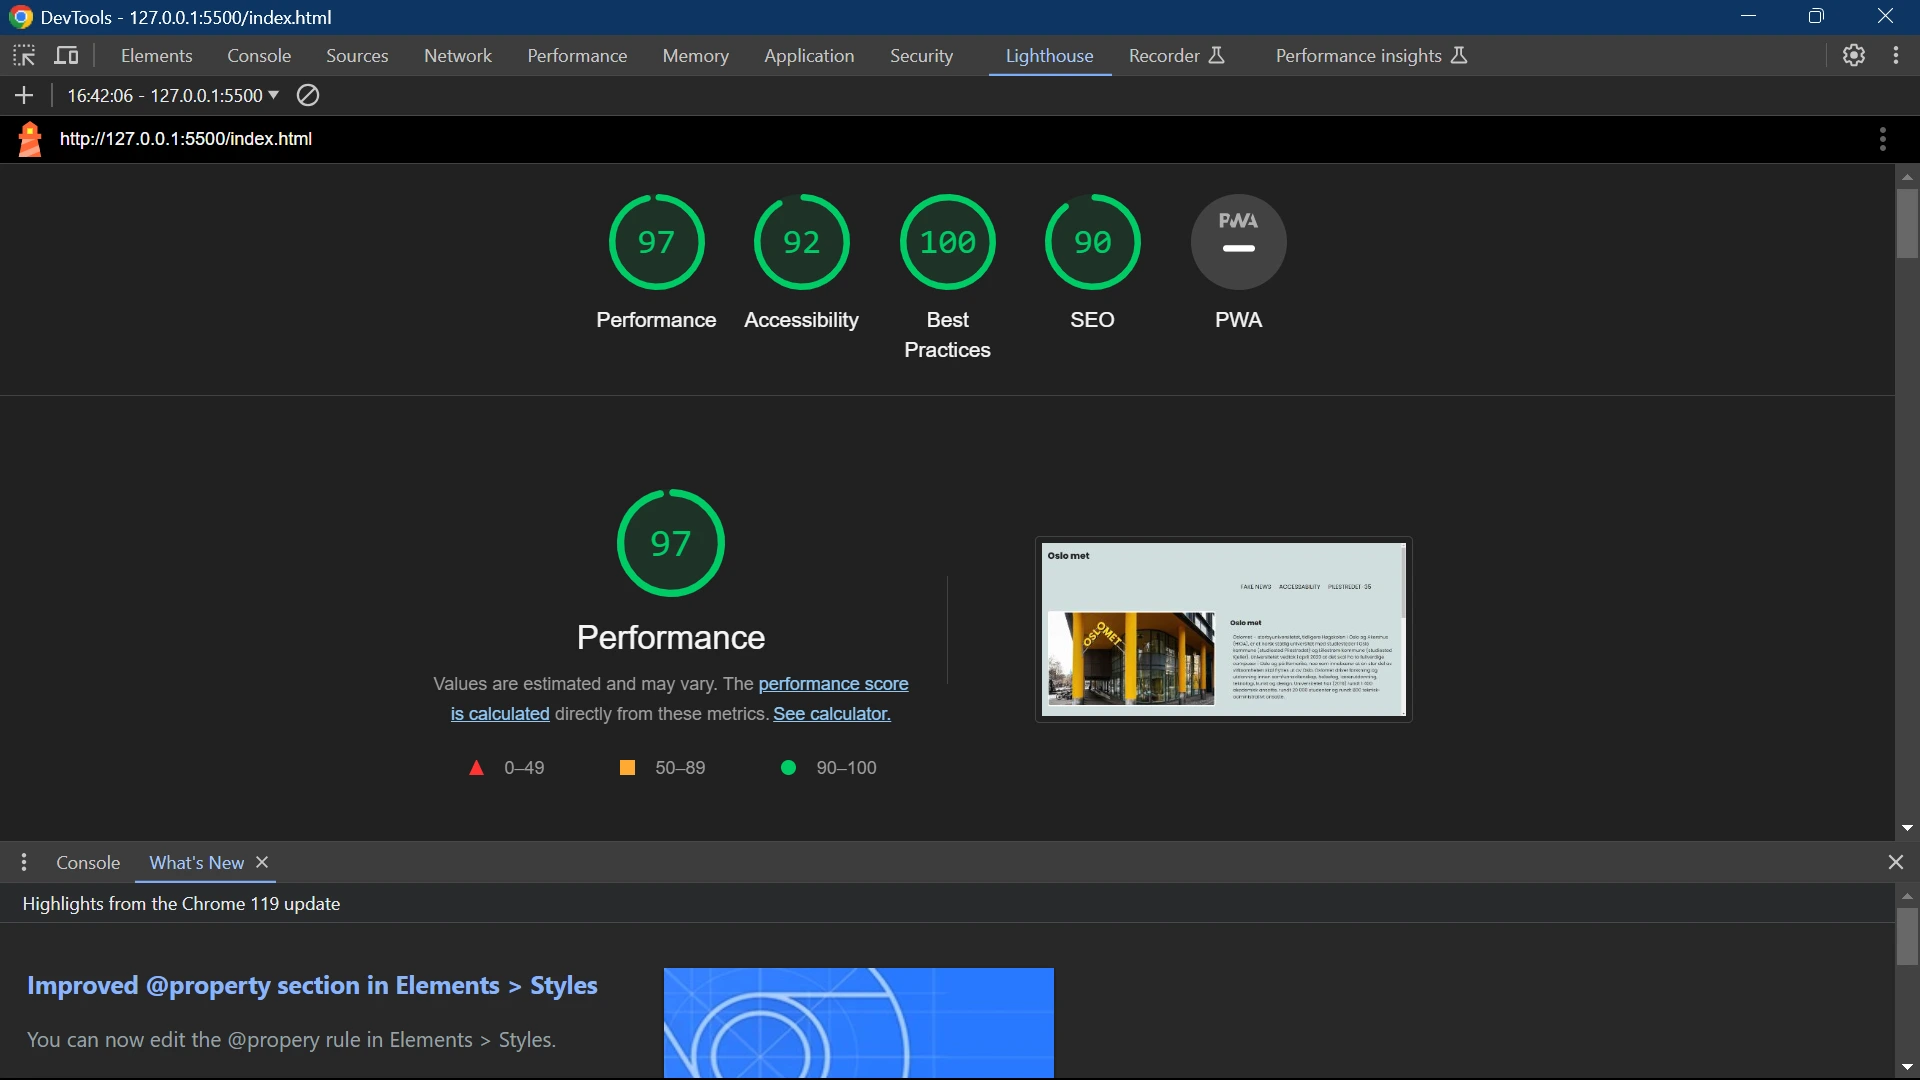 DevTools - 127.0.0.1:5500/index.html
Elements Console Sources Network Performance Memory Application Security Lighthouse Recorder Performance insights
16:42:06 - 127.0.0.1:5500
http://127.0.0.1:5500/index.html
97 92 100 90 PWA
Performance Accessibility Best Practices SEO PWA
97
Performance
Values are estimated and may vary. The performance score
is calculated directly from these metrics. See calculator.
0–49 50–89 90–100
Oslo met
FAKE NEWS ACCESSABILITY PILESTREDET 35
OSLOMET
Oslo met
Console What's New
Highlights from the Chrome 119 update
Improved @property section in Elements > Styles
You can now edit the @propery rule in Elements > Styles.